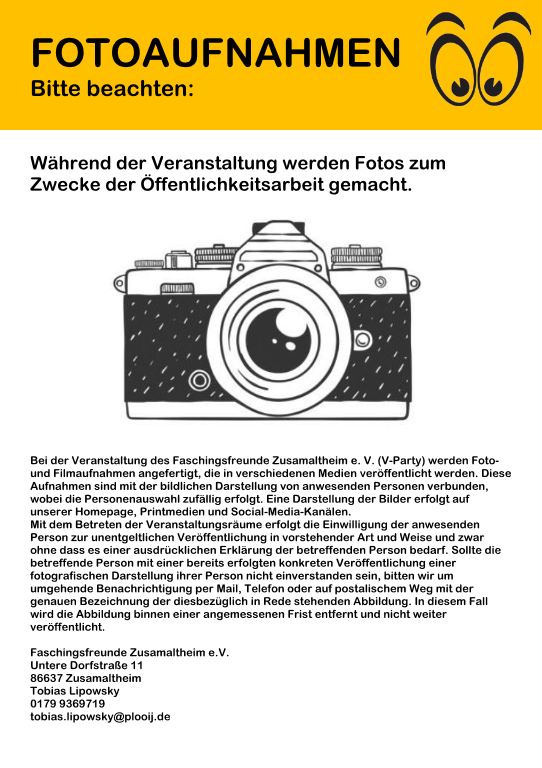 FOTOAUFNAHMEN
Bitte beachten:
Während der Veranstaltung werden Fotos zum
Zwecke der Öffentlichkeitsarbeit gemacht.
Bei der Veranstaltung des Faschingsfreunde Zusamaltheim e. V. (V-Party) werden Foto-
und Filmaufnahmen angefertigt, die in verschiedenen Medien veröffentlicht werden. Diese
Aufnahmen sind mit der bildlichen Darstellung von anwesenden Personen verbunden,
wobei die Personenauswahl zufällig erfolgt. Eine Darstellung der Bilder erfolgt auf
unserer Homepage, Printmedien und Social-Media-Kanälen.
Mit dem Betreten der Veranstaltungsräume erfolgt die Einwilligung der anwesenden
Person zur unentgeltlichen Veröffentlichung in vorstehender Art und Weise und zwar
ohne dass es einer ausdrücklichen Erklärung der betreffenden Person bedarf. Sollte die
betreffende Person mit einer bereits erfolgten konkreten Veröffentlichung einer
fotografischen Darstellung ihrer Person nicht einverstanden sein, bitten wir um
umgehende Benachrichtigung per Mail, Telefon oder auf postalischem Weg mit der
genauen Bezeichnung der diesbezüglich in Rede stehenden Abbildung. In diesem Fall
wird die Abbildung binnen einer angemessenen Frist entfernt und nicht weiter
veröffentlicht.
Faschingsfreunde Zusamaltheim e.V.
Untere Dorfstraße 11
86637 Zusamaltheim
Tobias Lipowsky
0179 9369719
tobias.lipowsky@plooij.de